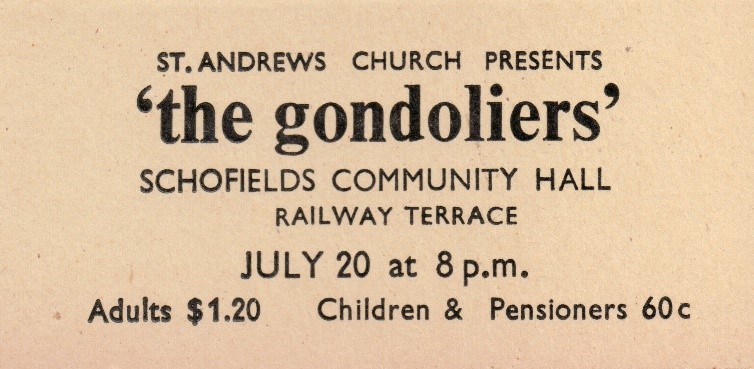 ST. ANDREWS CHURCH PRESENTS
‘the gondoliers’
SCHOFIELDS COMMUNITY HALL
RAILWAY TERRACE
JULY 20 at 8 p.m.
Adults $1.20 Children & Pensioners 60c